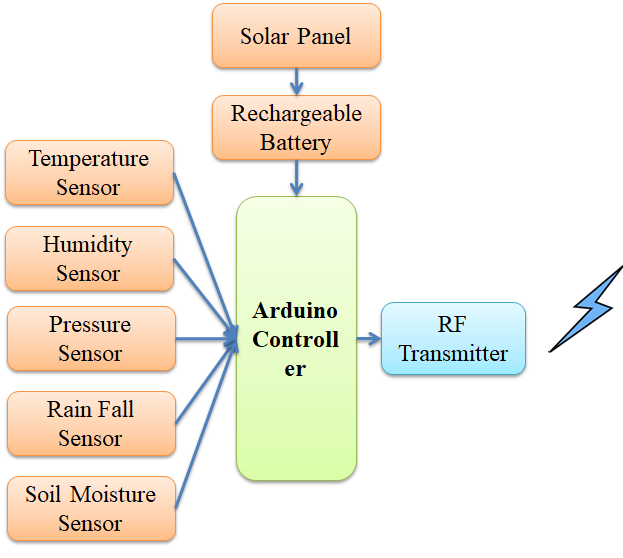 Solar Panel
Rechargeable
Battery
Temperature
Sensor
Humidity
Sensor
Pressure
Sensor
Rain Fall
Sensor
Soil Moisture
Sensor
Arduino
Controll
er
RF
Transmitter